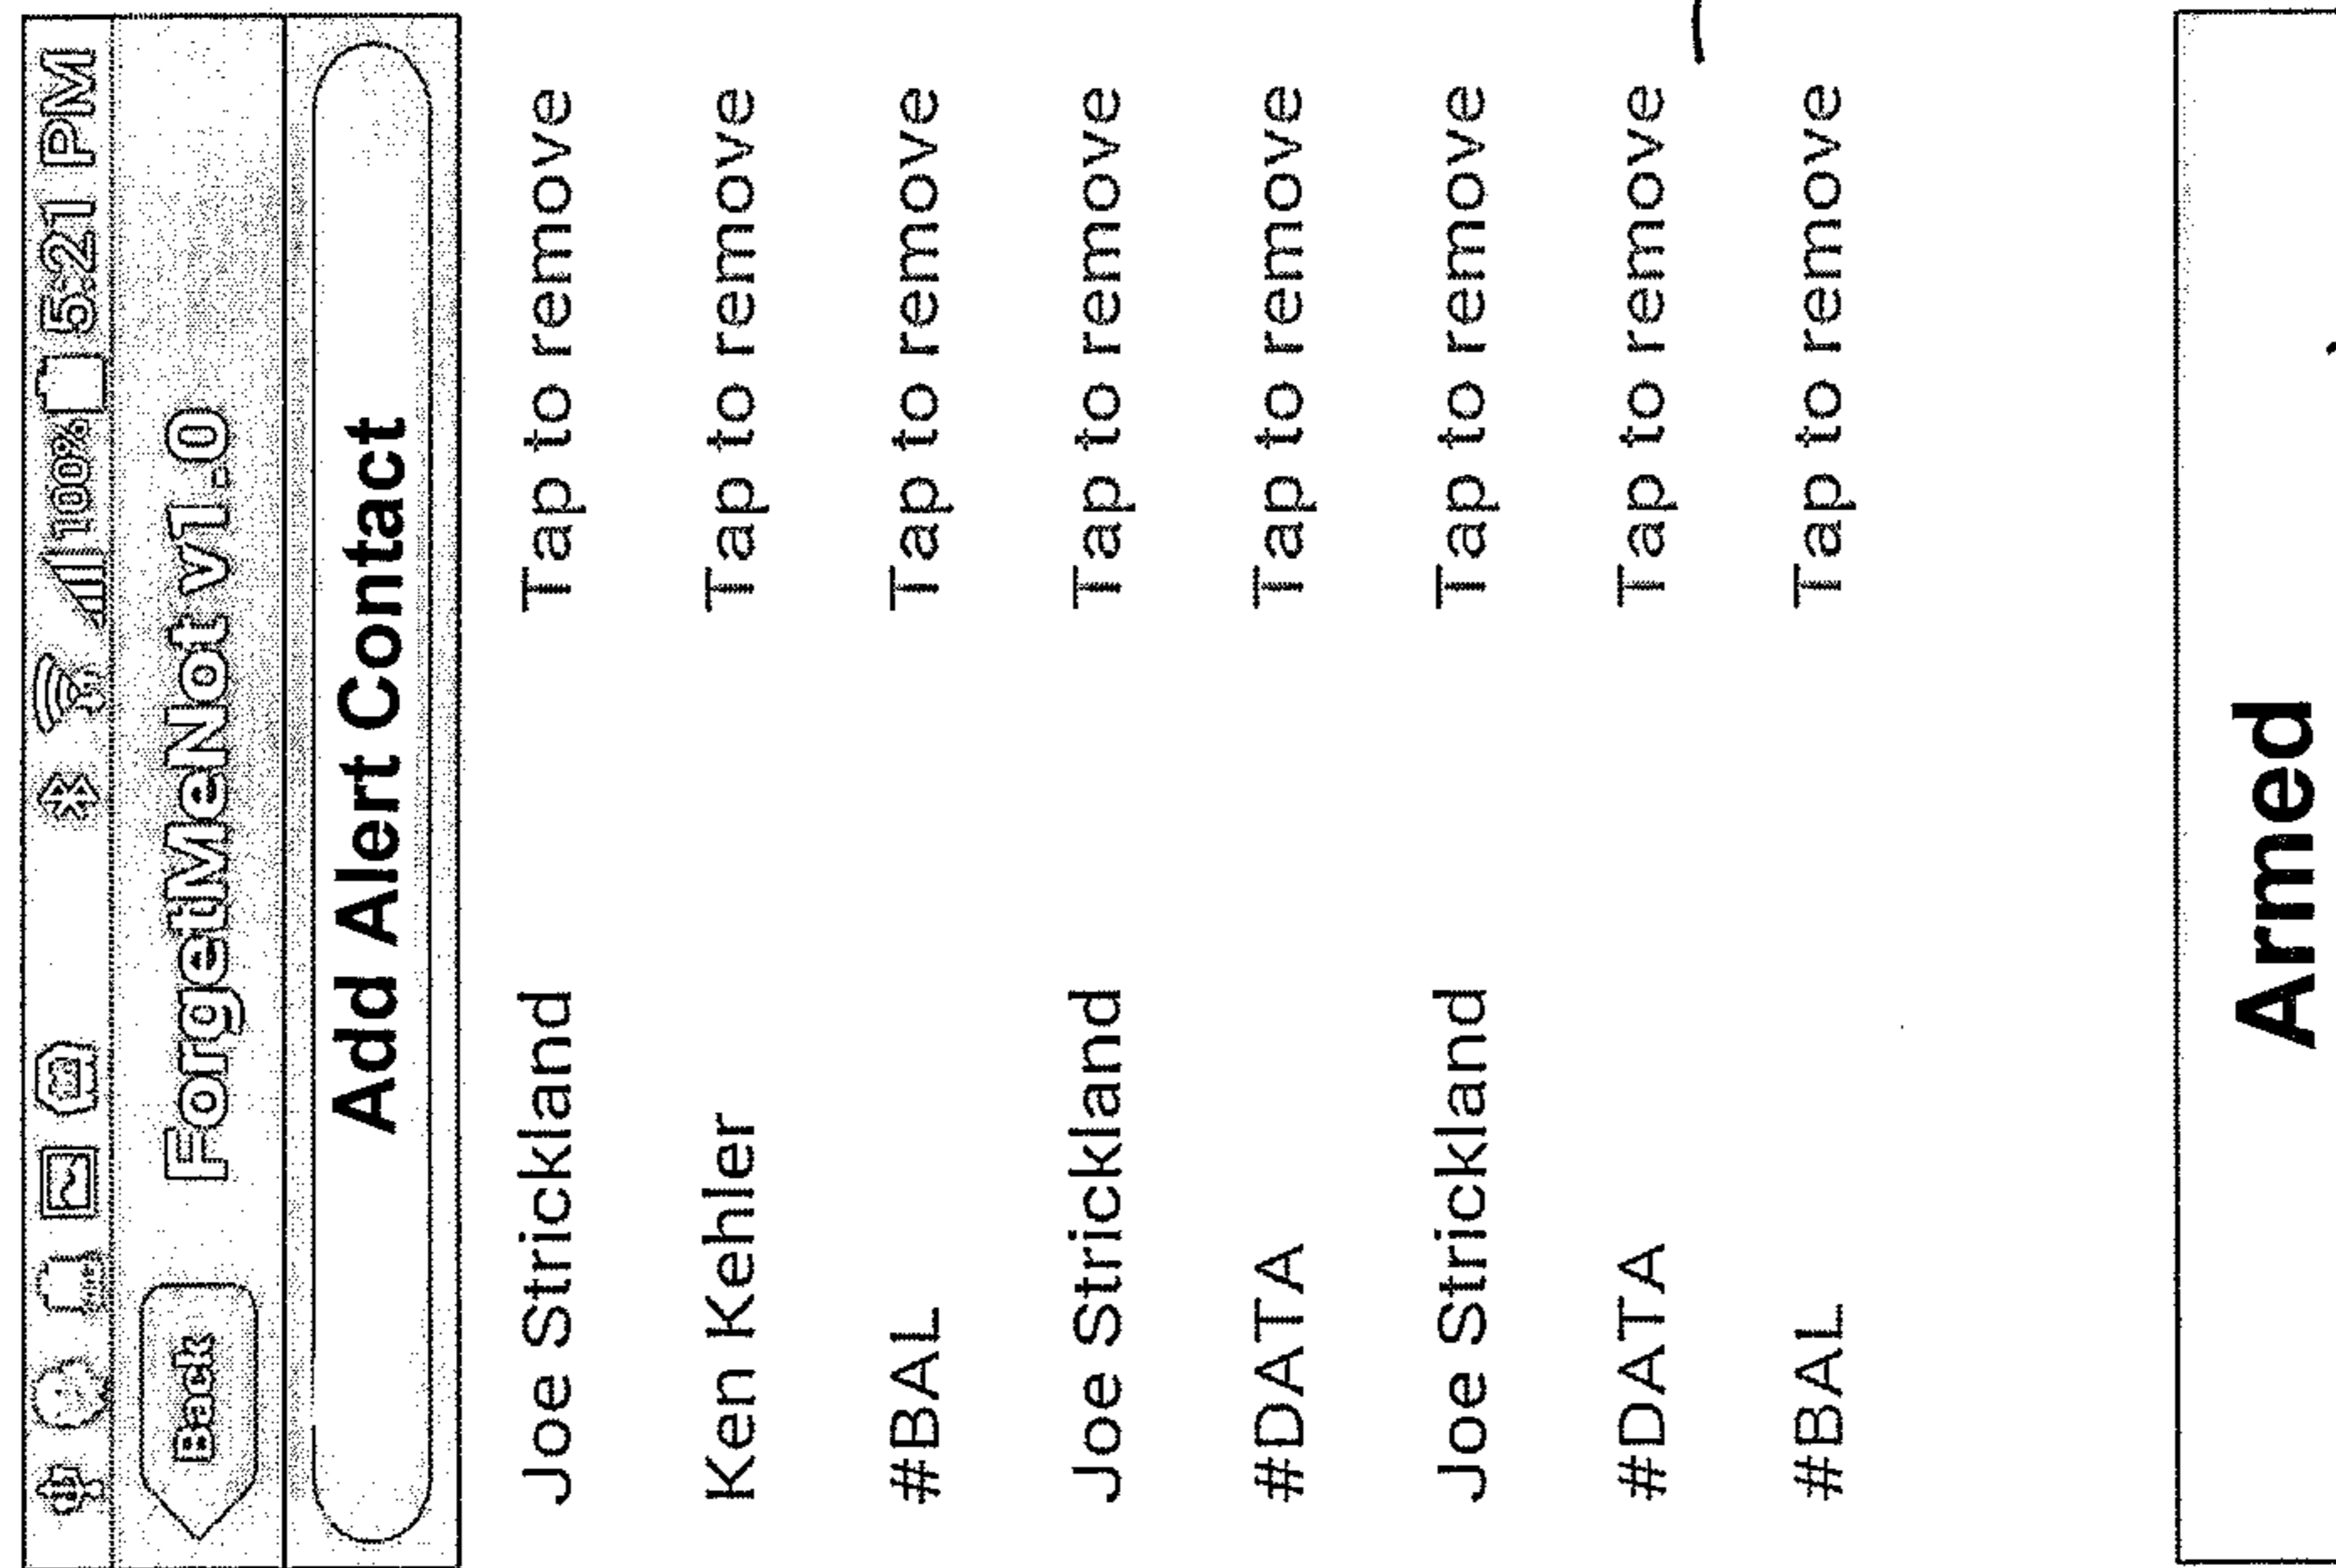 100% 5:21 PM
Back ForgetMeNot v1.0
Add Alert Contact
Joe Strickland Tap to remove
Ken Kehler Tap to remove
#BAL Tap to remove
Joe Strickland Tap to remove
#DATA Tap to remove
Joe Strickland Tap to remove
#DATA Tap to remove
#BAL Tap to remove
Armed